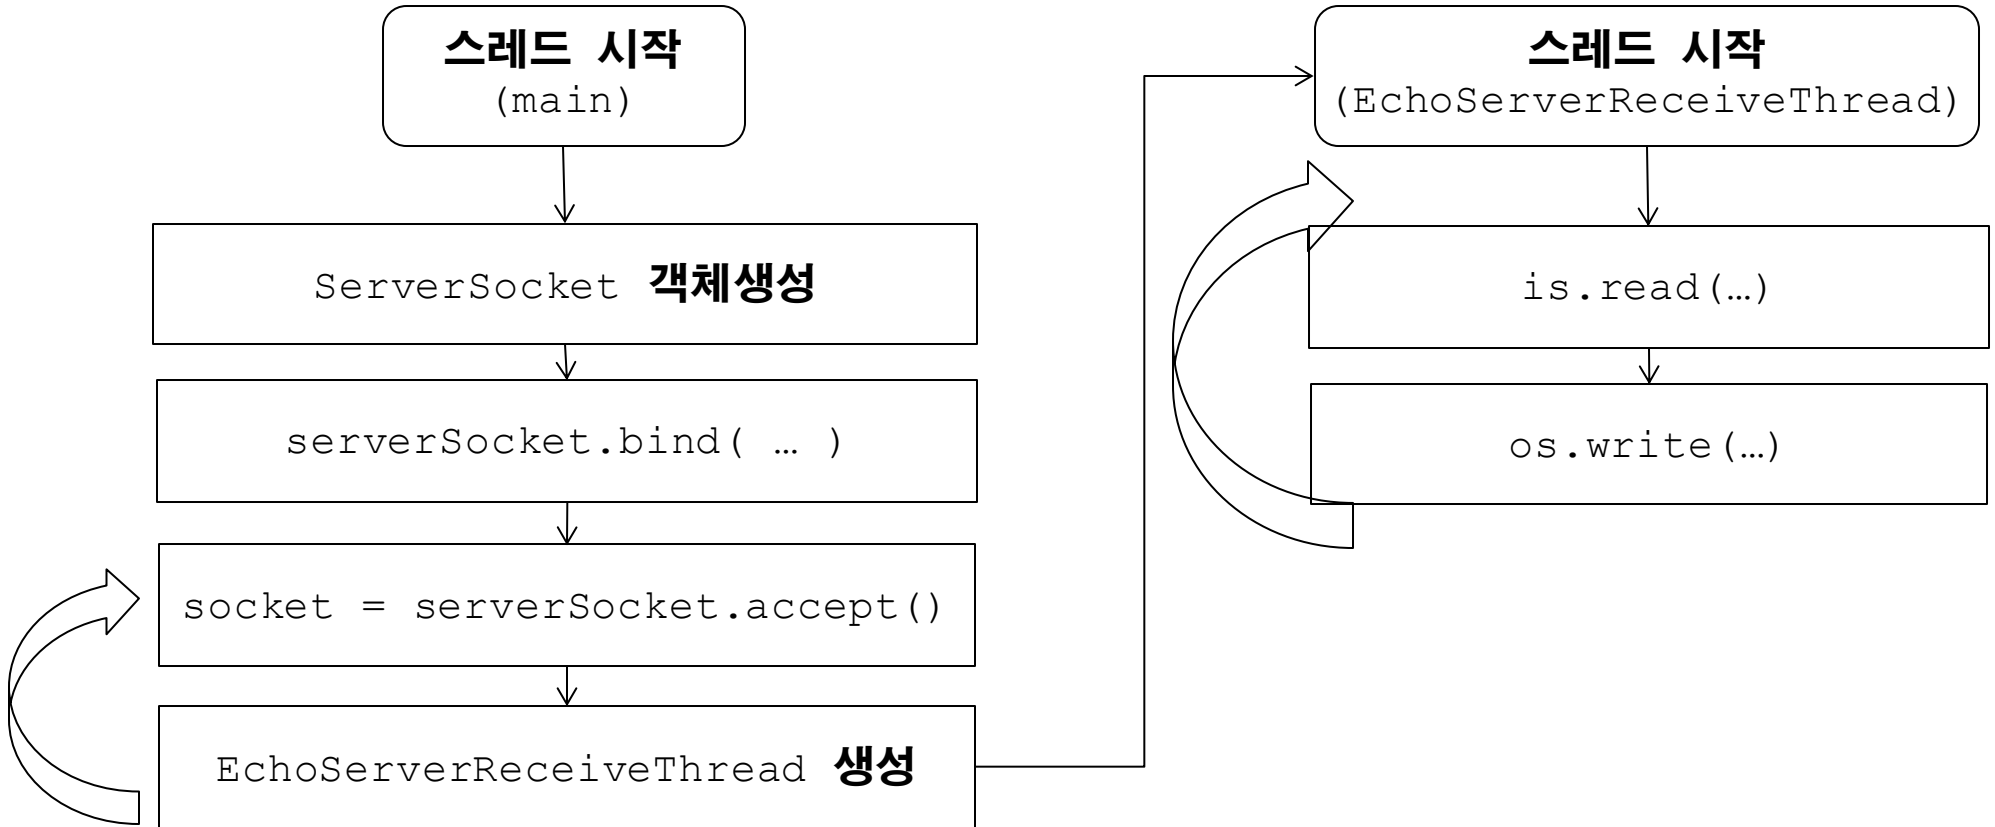 스레드 시작
(main)
ServerSocket 객체생성
serverSocket.bind( … )
socket = serverSocket.accept()
EchoServerReceiveThread 생성
스레드 시작
(EchoServerReceiveThread)
is.read(…)
os.write(…)